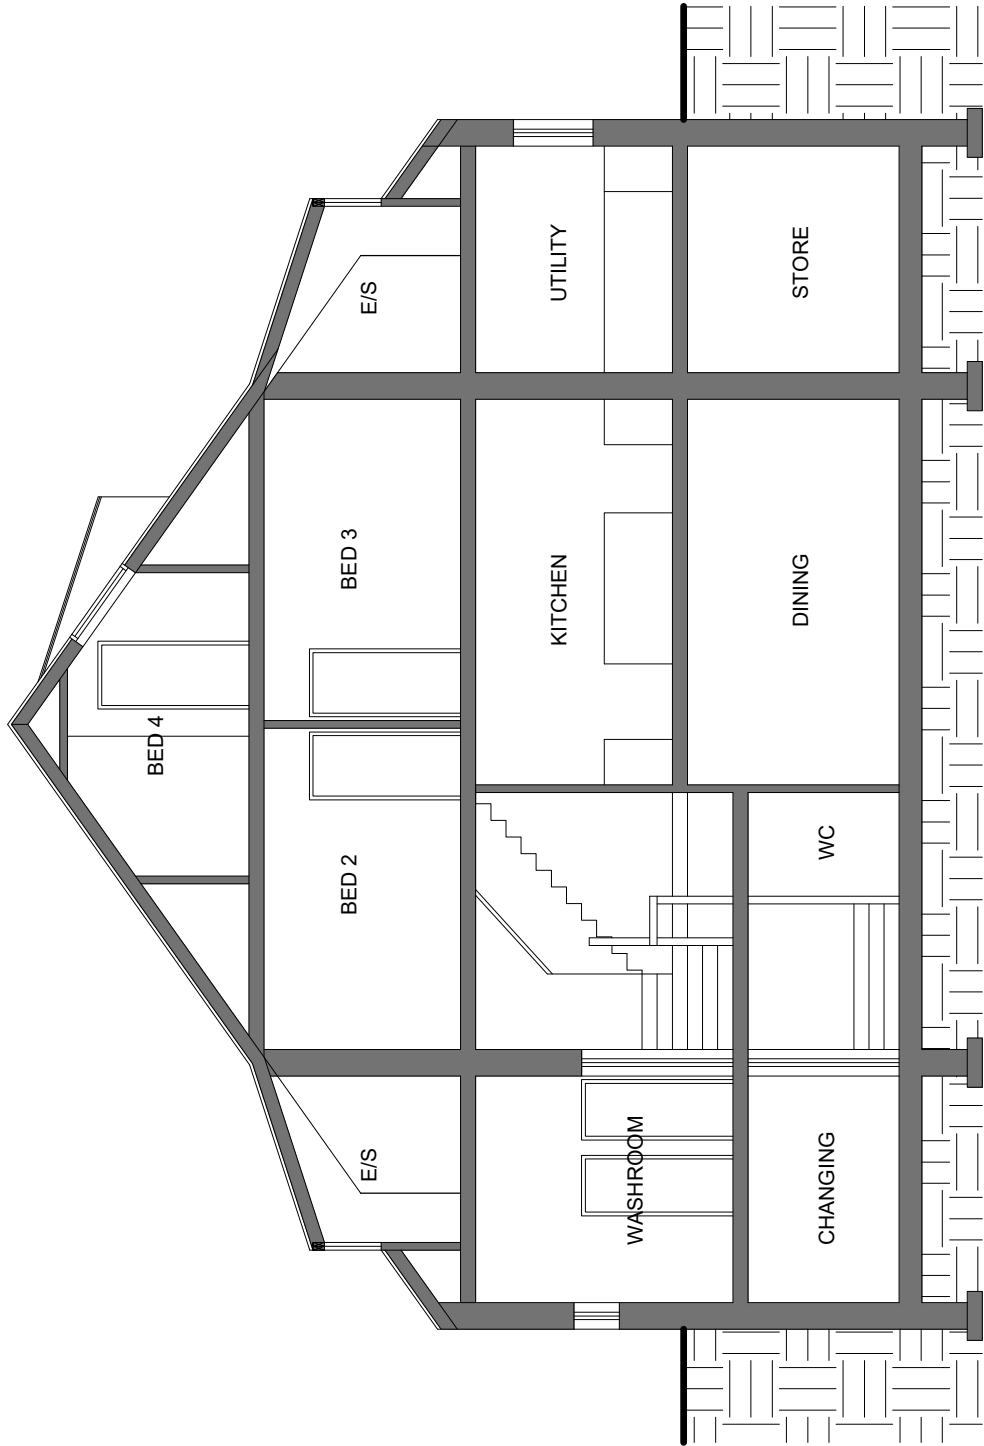 BED 4
BED 2
BED 3
E/S
E/S
WASHROOM
KITCHEN
UTILITY
CHANGING
WC
DINING
STORE